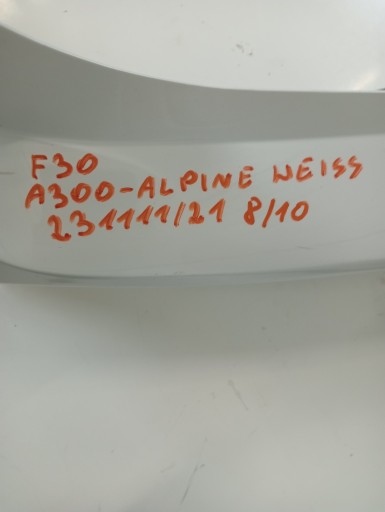 F30
A300-ALPINE WEISS
231111/21 8/10